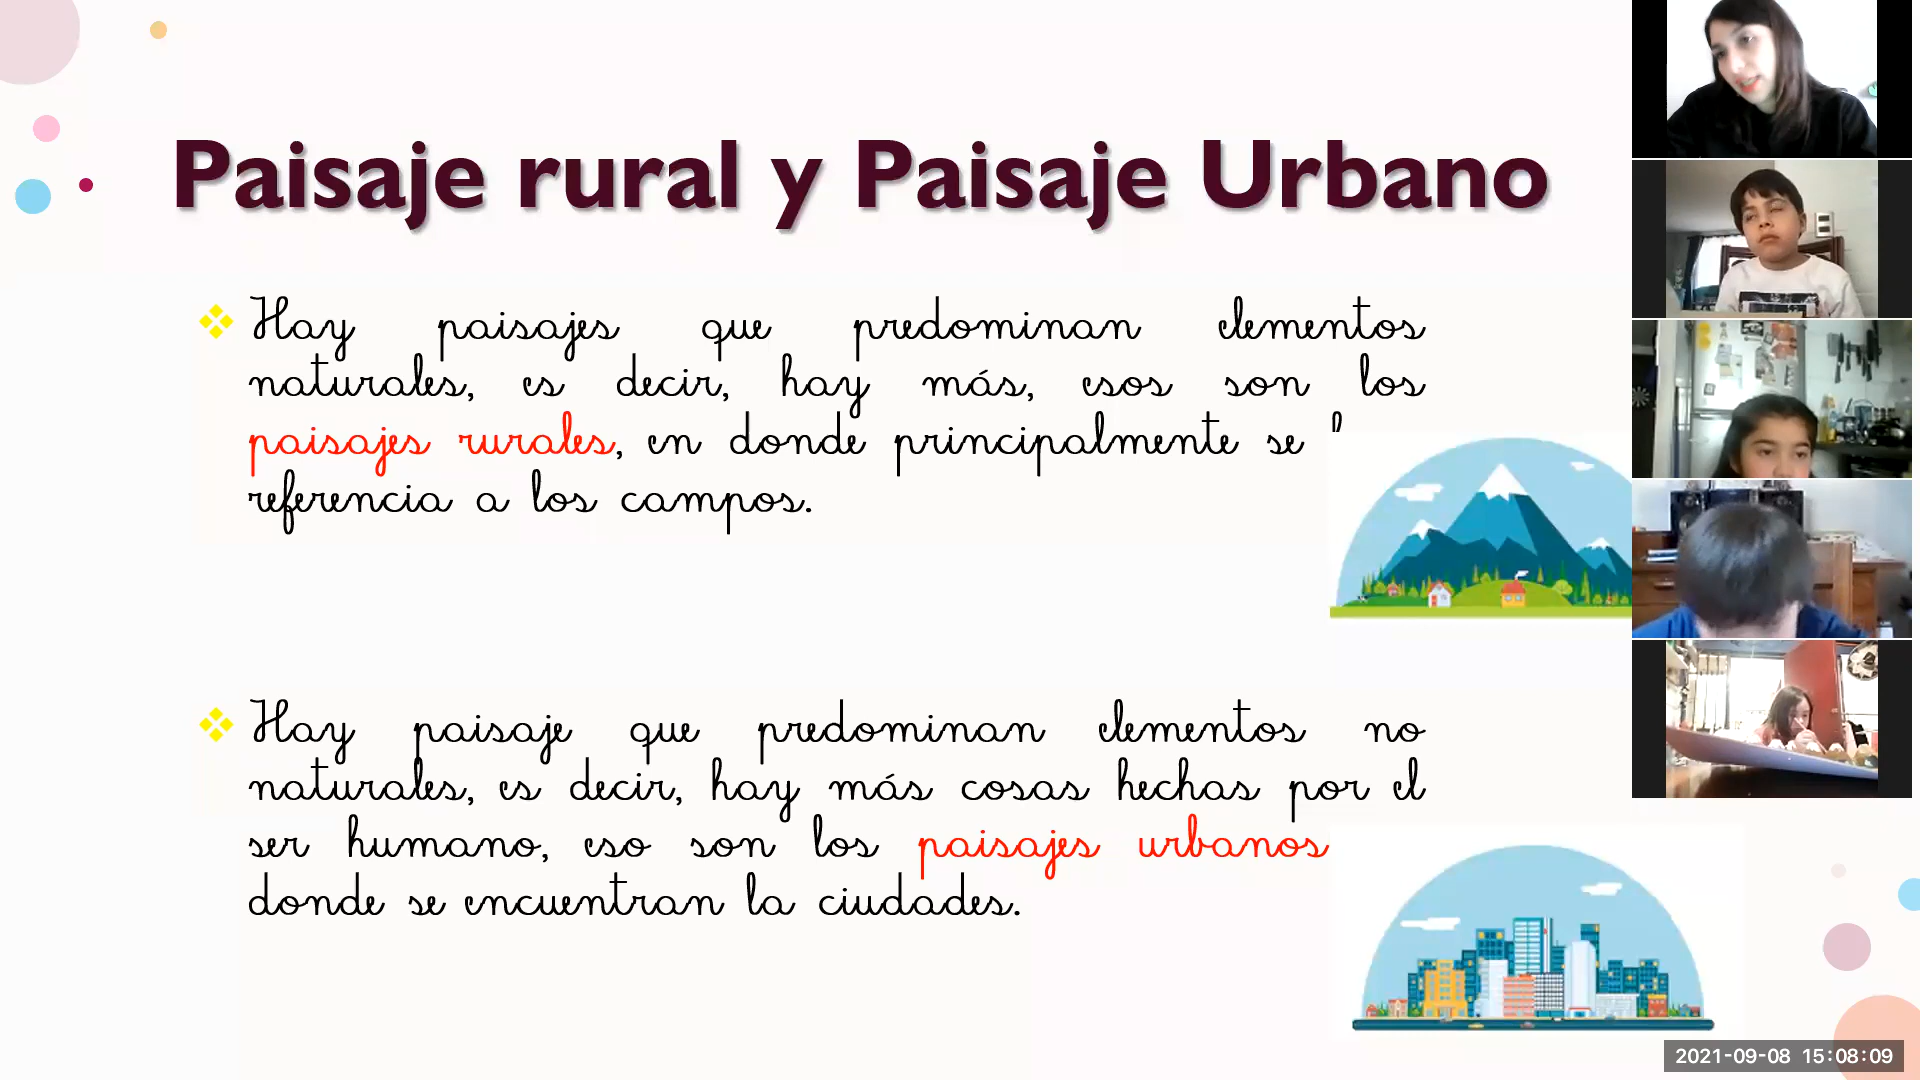 Paisaje rural y Paisaje Urbano
Hay paisajes que predominan elementos
naturales, es decir, hay más, esos son los
paisajes rurales, en donde principalmente se
referencia a los campos.
Hay paisaje que predominan elementos no
naturales, es decir, hay más cosas hechas por el
ser humano, eso son los paisajes urbanos
donde se encuentran la ciudades.
2021-09-08 15:08:09